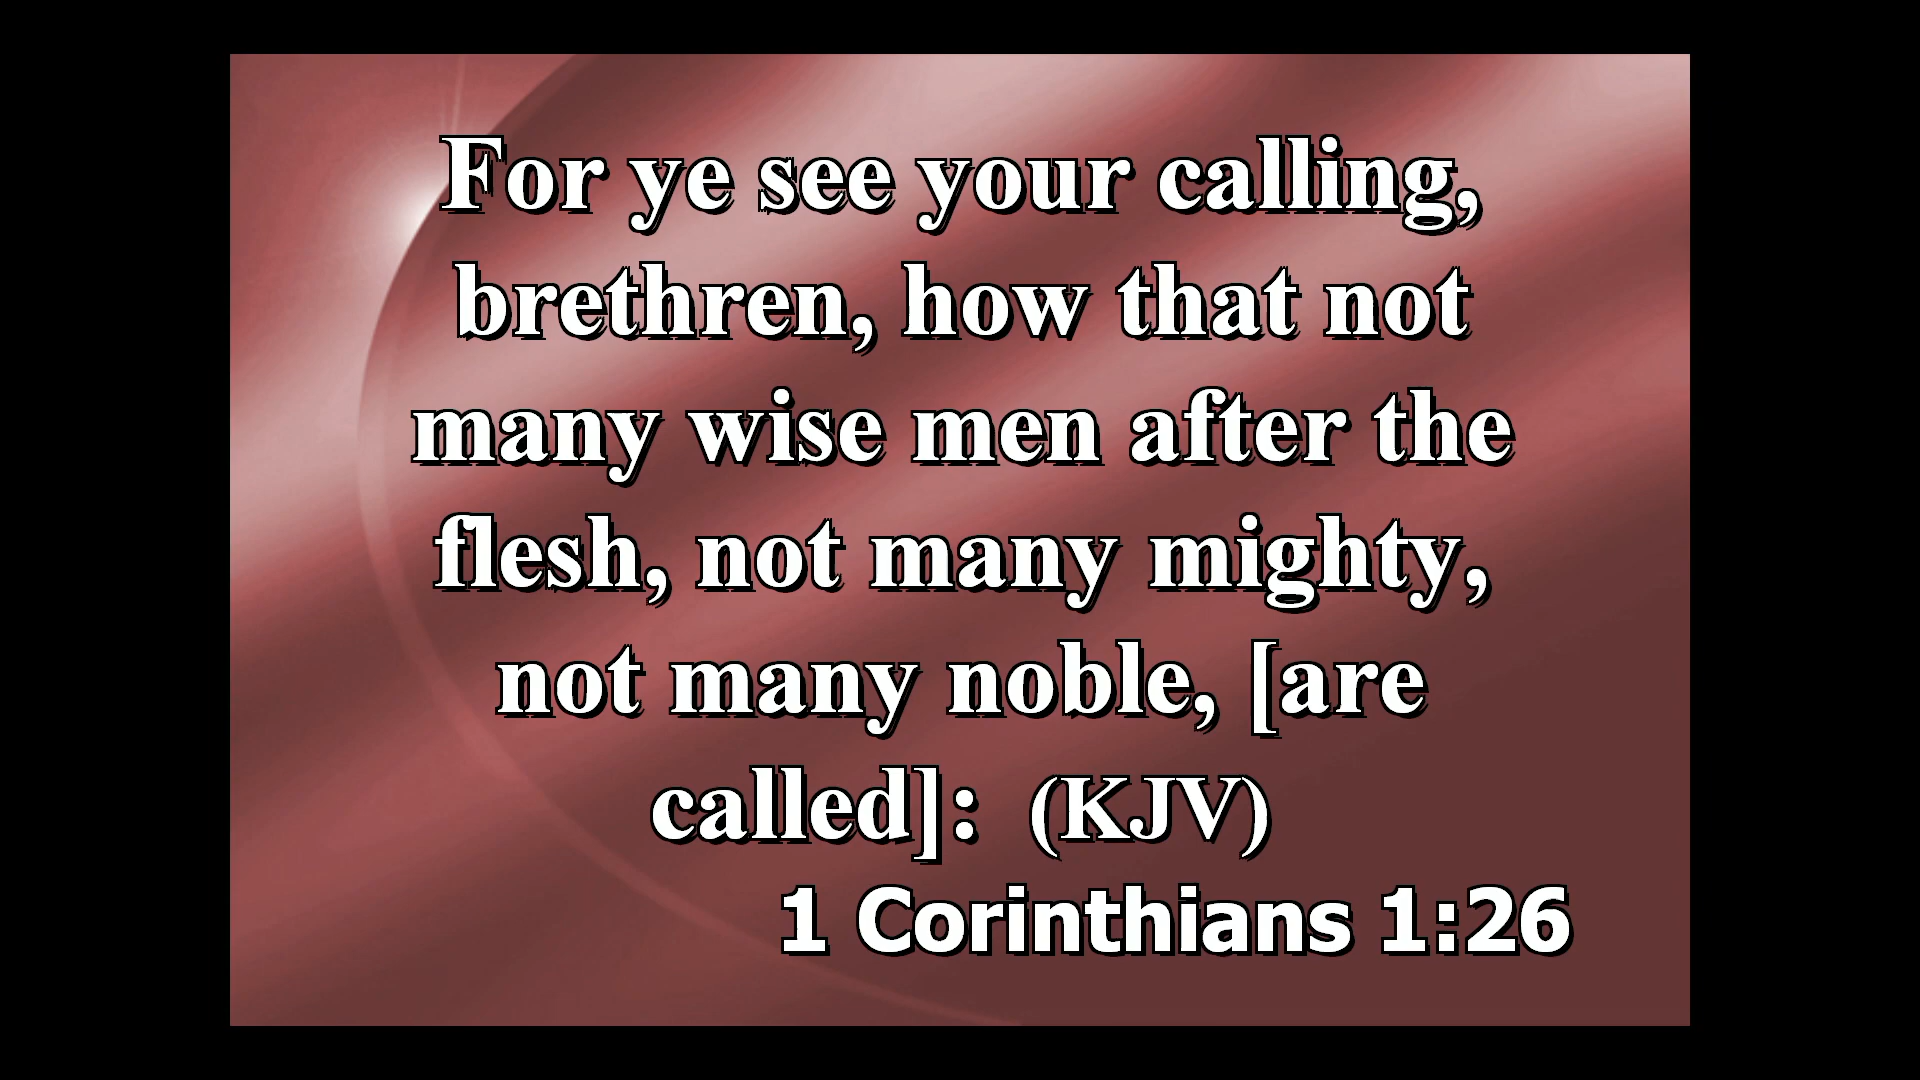 For ye see your calling,
brethren, how that not
many wise men after the
flesh, not many mighty,
not many noble, [are
called]: (KJV)
1 Corinthians 1:26